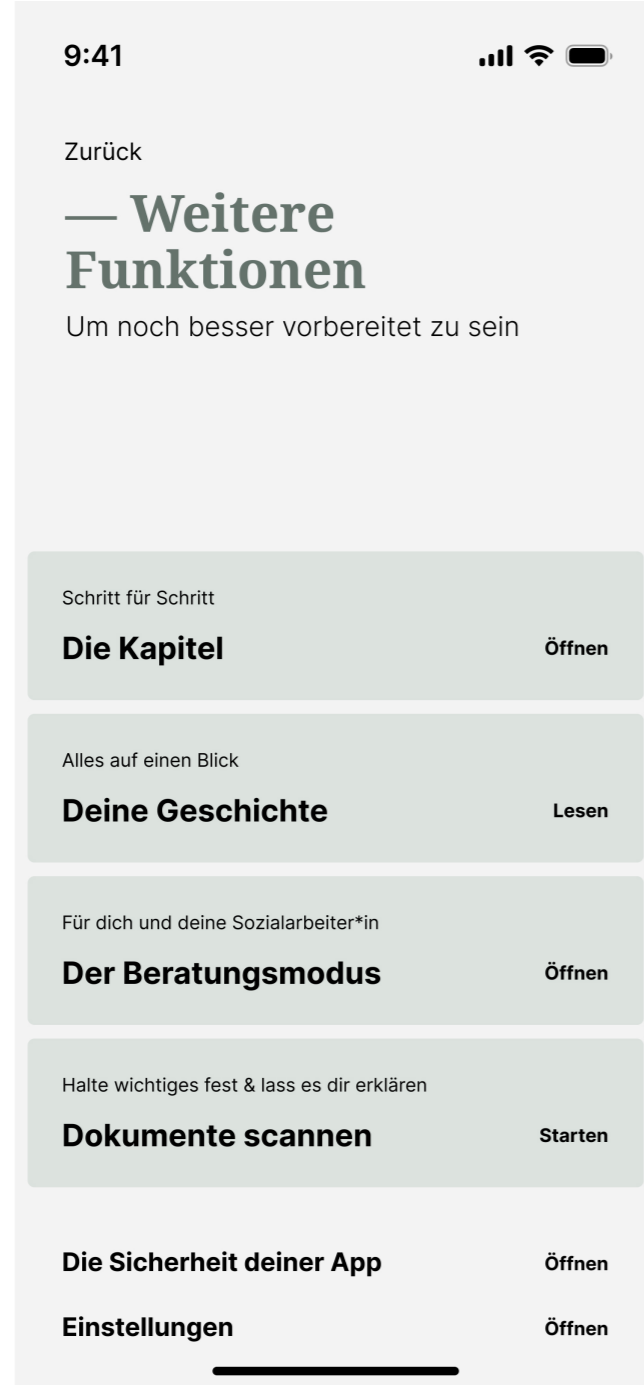 9:41
Zurück
— Weitere
Funktionen
Um noch besser vorbereitet zu sein
Schritt für Schritt
Die Kapitel
Öffnen
Alles auf einen Blick
Deine Geschichte
Lesen
Für dich und deine Sozialarbeiter*in
Der Beratungsmodus
Öffnen
Halte wichtiges fest & lass es dir erklären
Dokumente scannen
Starten
Die Sicherheit deiner App
Öffnen
Einstellungen
Öffnen